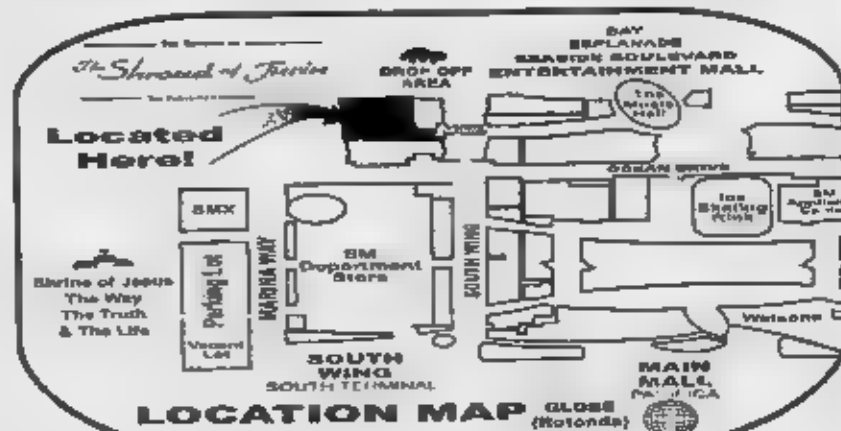 The Shroud of Turin
Located
Here!
DROP OFF
AREA
BAY
ESPLANADE
SEASIDE BOULEVARD
ENTERTAINMENT MALL
The
Music
Hall
OCEAN DRIVE
SMX
MARINA WAY
SM
Department
Store
SOUTH WING
Ice
Skating
Rink
SM
Shrine of Jesus
The Way
The Truth
& The Life
Parking Lot
Vacant
Lot
Watsons
SOUTH
WING
SOUTH TERMINAL
MAIN
MALL
LOCATION MAP
GLOBE
(Rotonda)